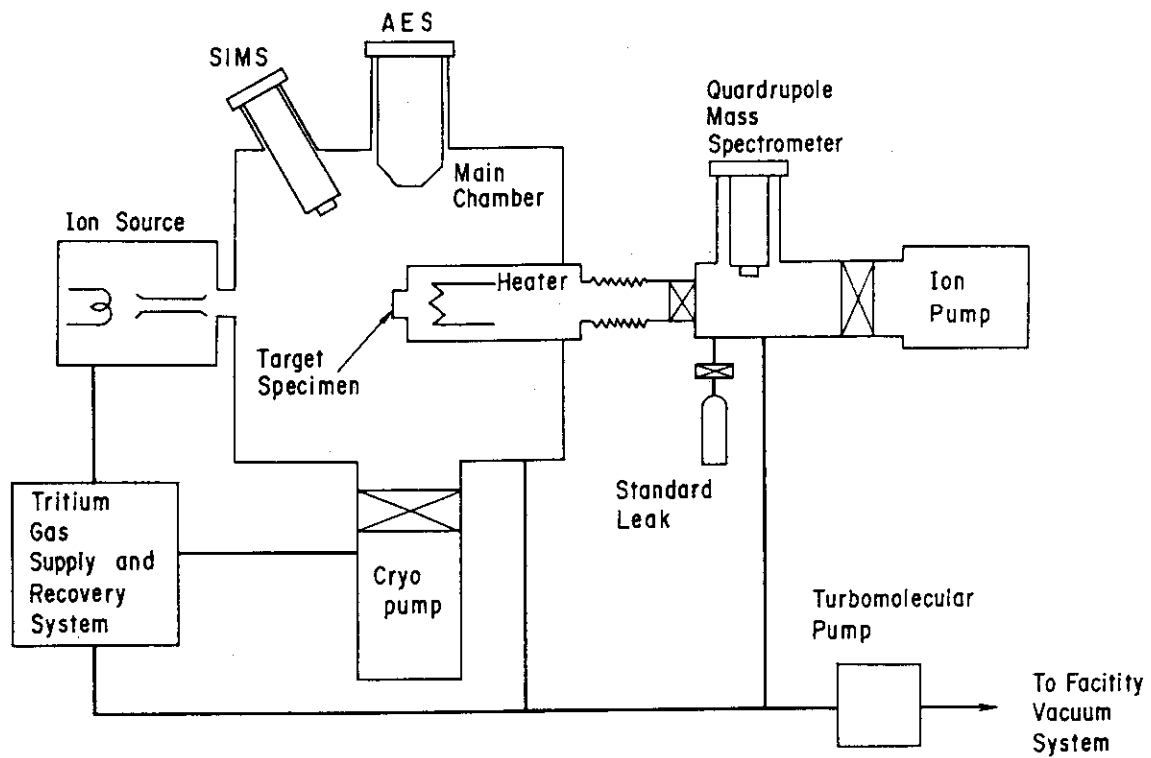 AES
SIMS
Quardrupole
Mass
Spectrometer
Main
Chamber
Ion Source
Heater
Ion
Pump
Target
Specimen
Standard
Leak
Tritium
Gas
Supply and
Recovery
System
Cryo
pump
Turbomolecular
Pump
To Facitity
Vacuum
System